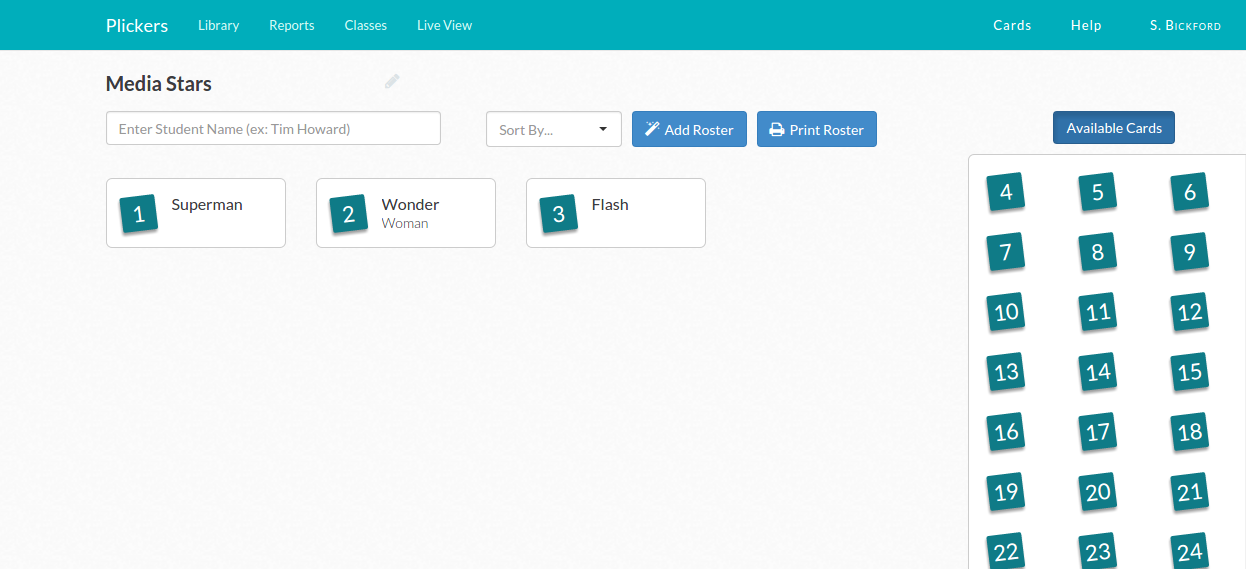 Plickers Library Reports Classes Live View Cards Help S. Bickford
Media Stars
Enter Student Name (ex: Tim Howard) Sort By... Add Roster Print Roster Available Cards
1 Superman 2 Wonder 3 Flash
Woman
4 5 6
7 8 9
10 11 12
13 14 15
16 17 18
19 20 21
22 23 24